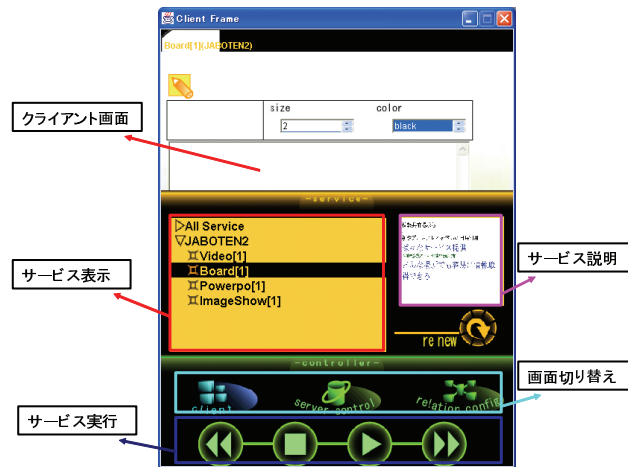 Client Frame
Board[1](JABOTEN2)
size
color
2
black
クライアント画面
-service-
▷All Service
▽JABOTEN2
Video[1]
Board[1]
Powerpo[1]
ImageShow[1]
サービス表示
サービス説明
re new
-controller-
画面切り替え
client
server control
relation config
サービス実行